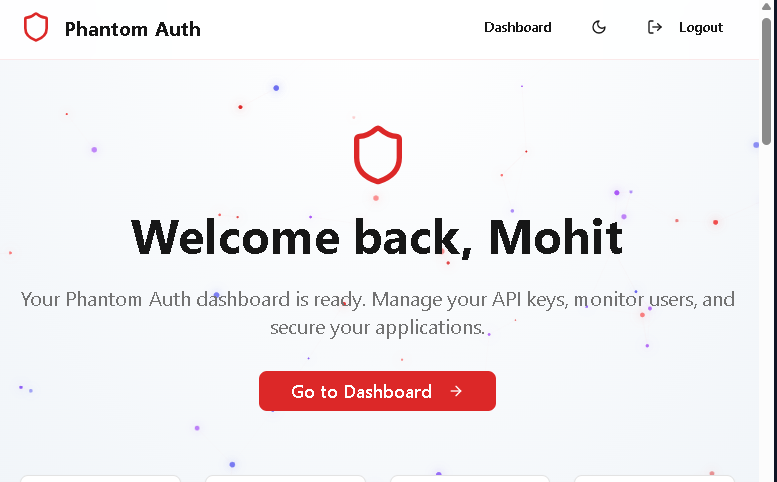 Phantom Auth
Dashboard
Logout
Welcome back, Mohit
Your Phantom Auth dashboard is ready. Manage your API keys, monitor users, and
secure your applications.
Go to Dashboard